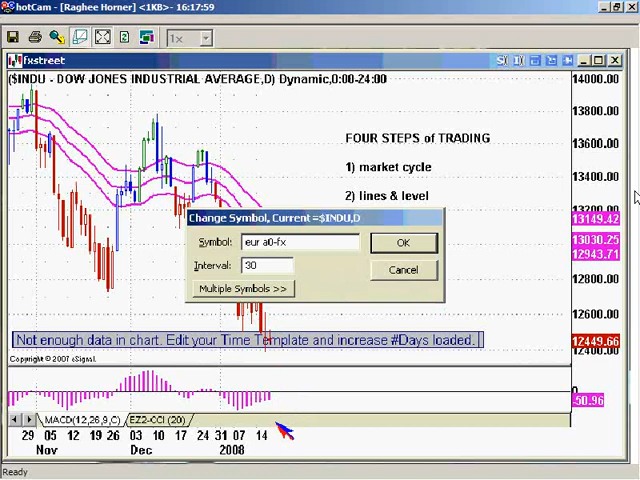 hotCam - [Raghee Horner] <1KB> - 16:17:59
1x
fxstreet
($INDU - DOW JONES INDUSTRIAL AVERAGE,D) Dynamic,0:00-24:00
14000.00
13800.00
FOUR STEPS of TRADING
13600.00
1) market cycle
13400.00
2) lines & level
13200.00
13149.42
Change Symbol, Current =$INDU,D
Symbol: eur a0-fx OK
13030.25
12943.71
Interval: 30 Cancel
12800.00
Multiple Symbols >>
12600.00
Not enough data in chart. Edit your Time Template and increase #Days loaded.
12449.66
12400.00
Copyright © 2007 eSignal.
0
-50.96
MACD(12,26,9,C) EZ2-CCI (20)
29 05 12 19 26 03 10 17 24 31 07 14
Nov Dec 2008
Ready